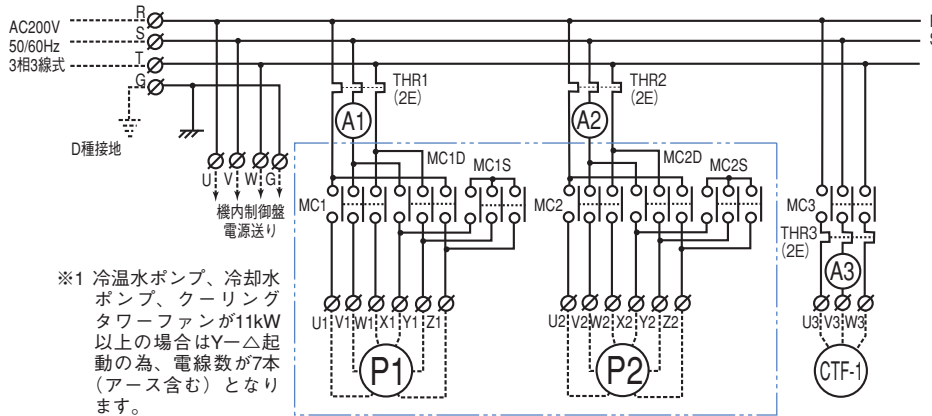 AC200V
50/60Hz
3相3線式
R
S
T
G
D種接地
U
V
W
G
機内制御盤
電源送り
THR1
(2E)
A1
MC1D
MC1S
MC1
U1
V1
W1
X1
Y1
Z1
P1
THR2
(2E)
A2
MC2D
MC2S
MC2
U2
V2
W2
X2
Y2
Z2
P2
MC3
THR3
(2E)
A3
U3
V3
W3
CTF-1
※1 冷温水ポンプ、冷却水
ポンプ、クーリング
タワーファンが11kW
以上の場合はY－△起
動の為、電線数が7本
（アース含む）となり
ます。